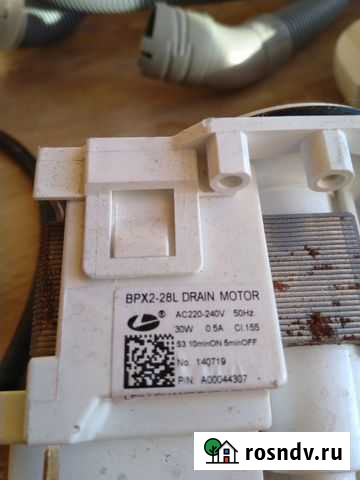 BPX2-28L DRAIN MOTOR
AC220-240V 50Hz
30W 0.5A Cl.155
S3 10minON 5minOFF
No. 140719
P/N: A00044307
rosndv.ru